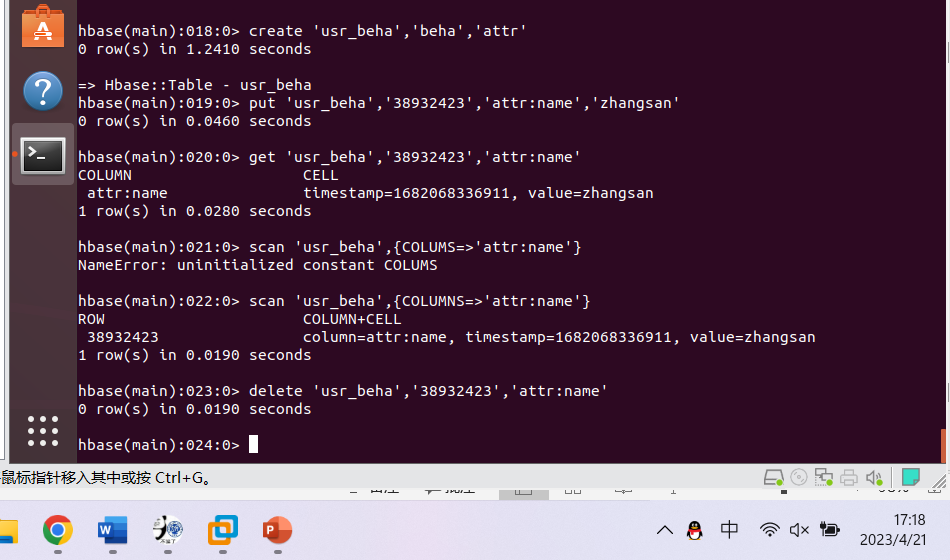 hbase(main):018:0> create 'usr_beha','beha','attr'
0 row(s) in 1.2410 seconds
=> Hbase::Table - usr_beha
hbase(main):019:0> put 'usr_beha','38932423','attr:name','zhangsan'
0 row(s) in 0.0460 seconds
hbase(main):020:0> get 'usr_beha','38932423','attr:name'
COLUMN CELL
attr:name timestamp=1682068336911, value=zhangsan
1 row(s) in 0.0280 seconds
hbase(main):021:0> scan 'usr_beha',{COLUMS=>'attr:name'}
NameError: uninitialized constant COLUMS
hbase(main):022:0> scan 'usr_beha',{COLUMNS=>'attr:name'}
ROW COLUMN+CELL
38932423 column=attr:name, timestamp=1682068336911, value=zhangsan
1 row(s) in 0.0190 seconds
hbase(main):023:0> delete 'usr_beha','38932423','attr:name'
0 row(s) in 0.0190 seconds
hbase(main):024:0>
鼠标指针移入其中或按 Ctrl+G。
W
P
中
17:18
2023/4/21